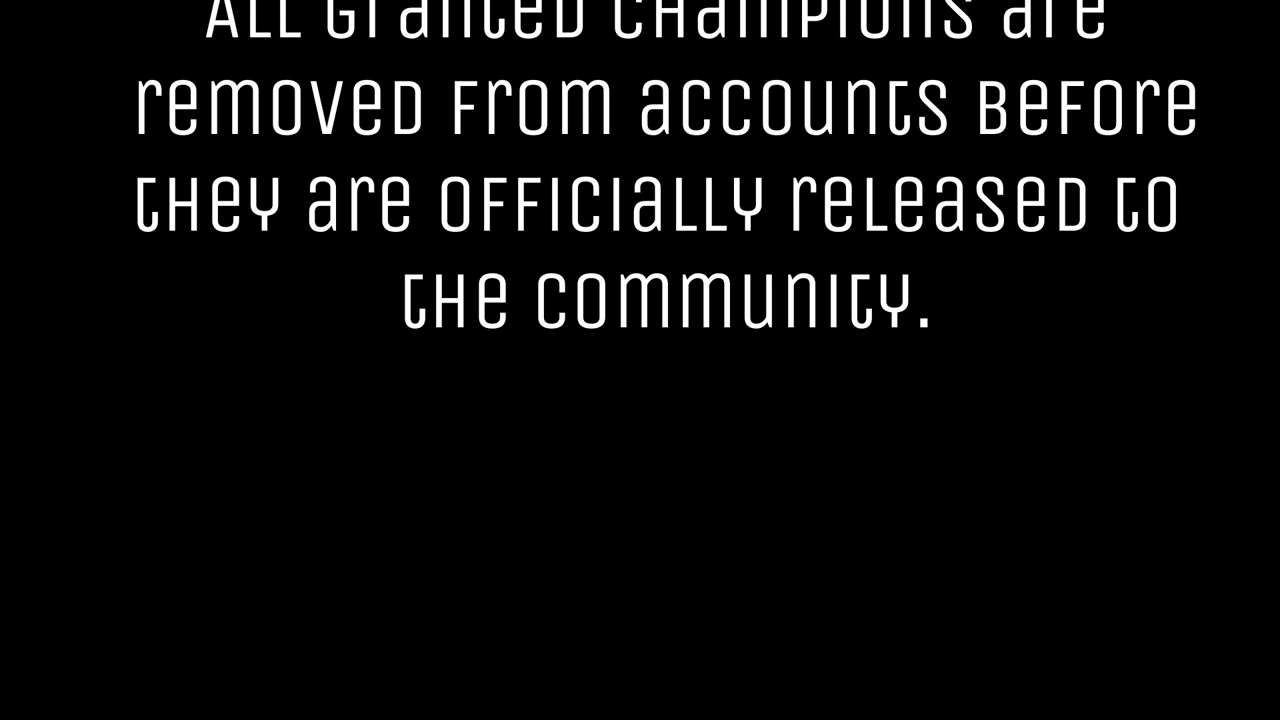 All granted champions are
removed from accounts before
they are officially released to
the community.